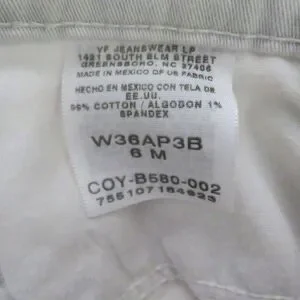 VF JEANSWEAR LP
1421 SOUTH ELM STREET
GREENSBORO, NC 27406
MADE IN MEXICO OF US FABRIC
HECHO EN MEXICO CON TELA DE
EE.UU.
99% COTTON / ALGODON 1%
SPANDEX
W36AP3B
6 M
COY-B580-002
755107184923